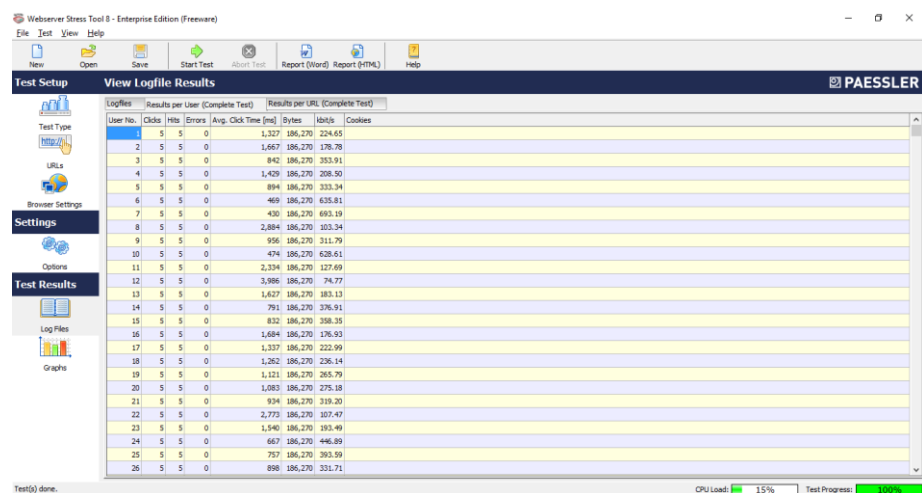 Webserver Stress Tool 8 - Enterprise Edition (Freeware)
File Test View Help
New Open Save Start Test Abort Test Report (Word) Report (HTML) Help
Test Setup
View Logfile Results
PAESSLER
Test Type
http://
URLs
Browser Settings
Settings
Options
Test Results
Log Files
Graphs
Logfiles Results per User (Complete Test) Results per URL (Complete Test)
User No. Clicks Hits Errors Avg. Click Time [ms] Bytes kbit/s Cookies
1 5 5 0 1,327 186,270 224.65
2 5 5 0 1,667 186,270 178.78
3 5 5 0 842 186,270 353.91
4 5 5 0 1,429 186,270 208.50
5 5 5 0 894 186,270 333.34
6 5 5 0 469 186,270 635.81
7 5 5 0 430 186,270 693.19
8 5 5 0 2,884 186,270 103.34
9 5 5 0 956 186,270 311.79
10 5 5 0 474 186,270 628.61
11 5 5 0 2,334 186,270 127.69
12 5 5 0 3,986 186,270 74.77
13 5 5 0 1,627 186,270 183.13
14 5 5 0 791 186,270 376.91
15 5 5 0 832 186,270 358.35
16 5 5 0 1,684 186,270 176.93
17 5 5 0 1,337 186,270 222.99
18 5 5 0 1,262 186,270 236.14
19 5 5 0 1,121 186,270 265.79
20 5 5 0 1,083 186,270 275.18
21 5 5 0 934 186,270 319.20
22 5 5 0 2,773 186,270 107.47
23 5 5 0 1,540 186,270 193.49
24 5 5 0 667 186,270 446.89
25 5 5 0 757 186,270 393.59
26 5 5 0 898 186,270 331.71
Test(s) done. CPU Load: 15% Test Progress: 100%